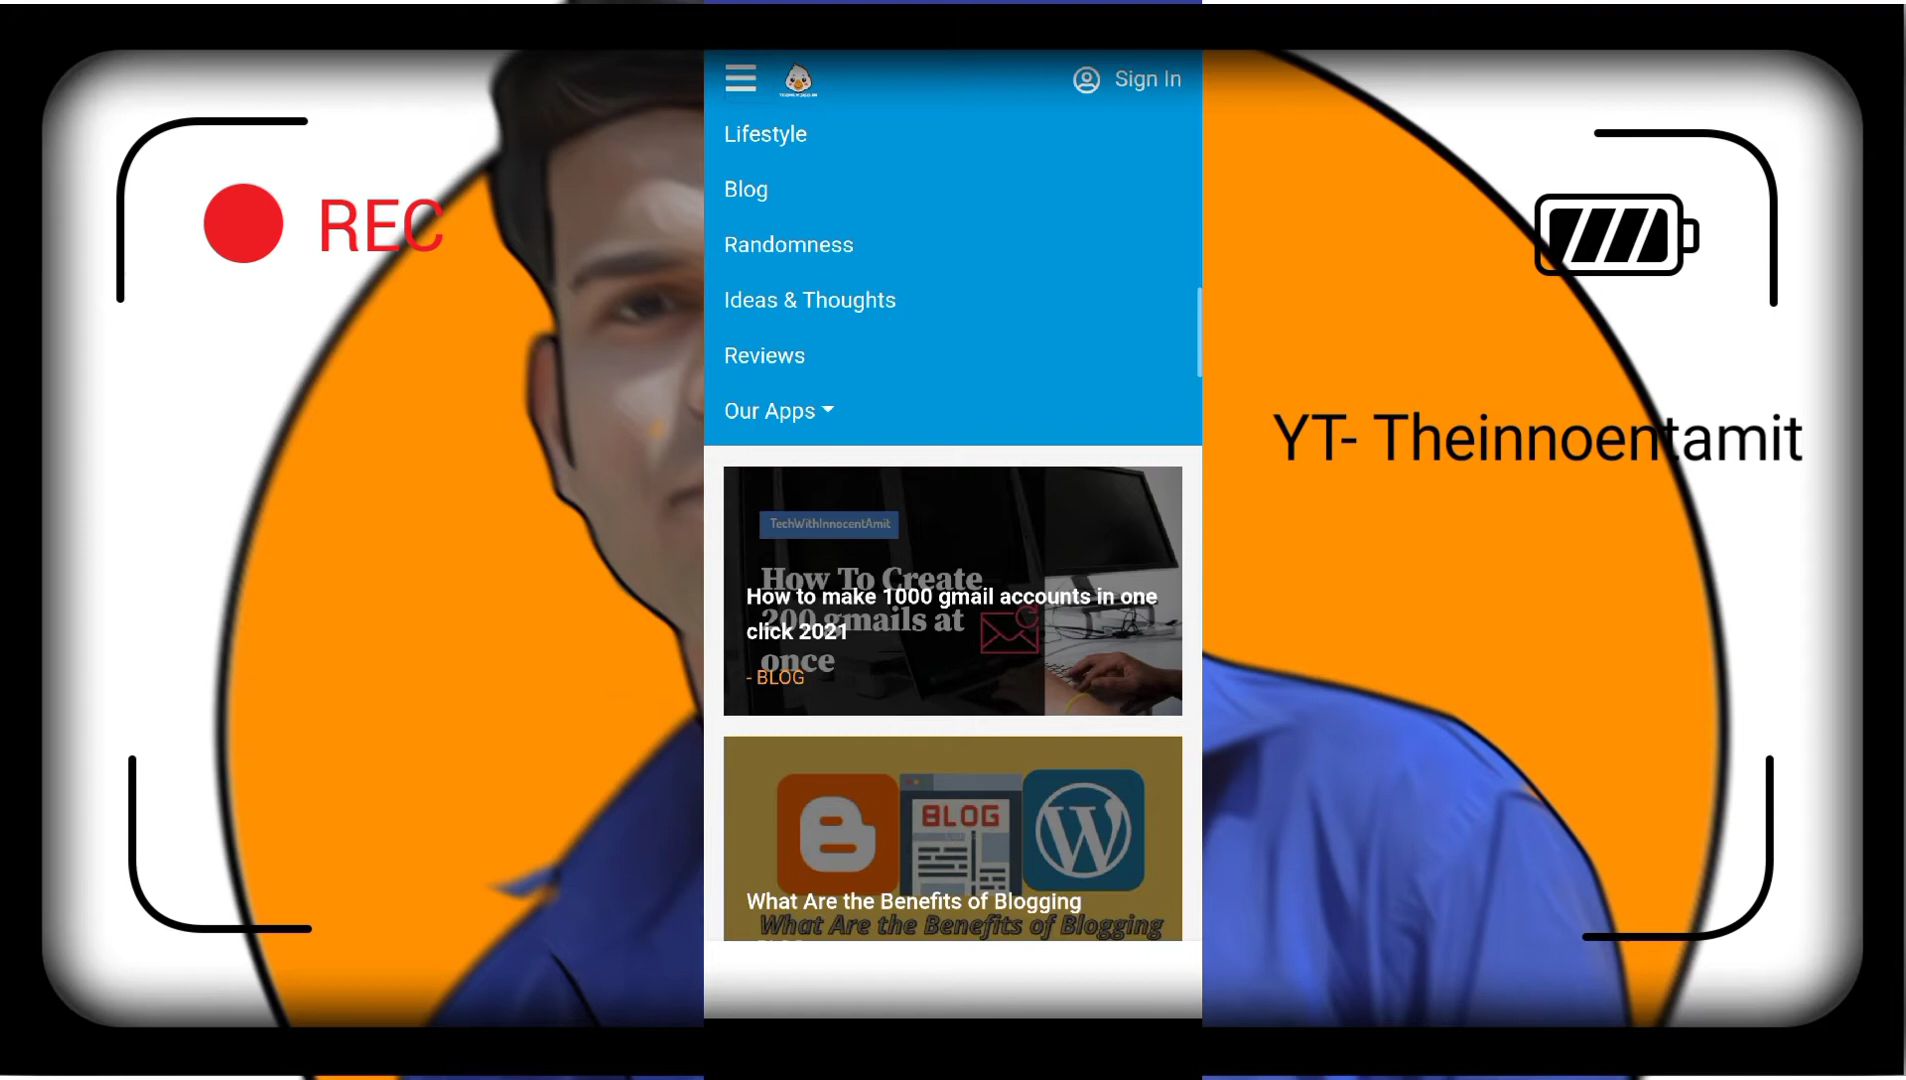 Sign In
Lifestyle
Blog
Randomness
Ideas & Thoughts
Reviews
Our Apps
REC
YT- Theinnoentamit
TechWithInnocentAmit
How To Create
200 gmails at
once
How to make 1000 gmail accounts in one
click 2021
- BLOG
BLOG
What Are the Benefits of Blogging
What Are the Benefits of Blogging